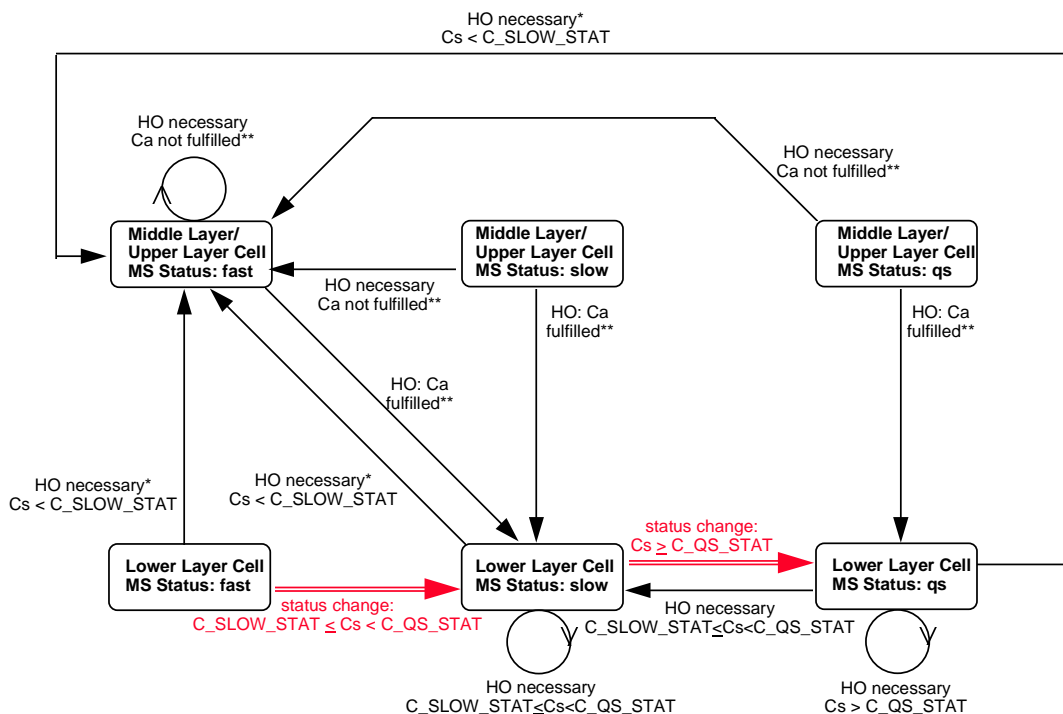 HO necessary*
Cs < C_SLOW_STAT
HO necessary
Ca not fulfilled**
HO necessary
Ca not fulfilled**
Middle Layer/
Upper Layer Cell
MS Status: fast
Middle Layer/
Upper Layer Cell
MS Status: slow
Middle Layer/
Upper Layer Cell
MS Status: qs
HO necessary
Ca not fulfilled**
HO: Ca
fulfilled**
HO: Ca
fulfilled**
HO: Ca
fulfilled**
HO necessary*
Cs < C_SLOW_STAT
HO necessary*
Cs < C_SLOW_STAT
status change:
Cs ≥ C_QS_STAT
Lower Layer Cell
MS Status: fast
Lower Layer Cell
MS Status: slow
Lower Layer Cell
MS Status: qs
status change:
C_SLOW_STAT ≤ Cs < C_QS_STAT
HO necessary
C_SLOW_STAT≤Cs<C_QS_STAT
HO necessary
C_SLOW_STAT≤Cs<C_QS_STAT
HO necessary
Cs > C_QS_STAT